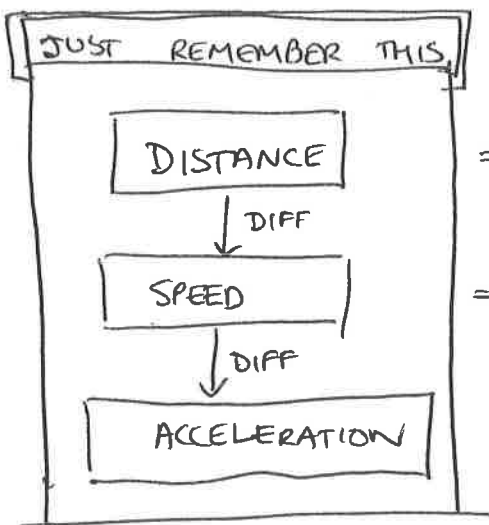 JUST REMEMBER THIS
DISTANCE =
DIFF
SPEED =
DIFF
ACCELERATION